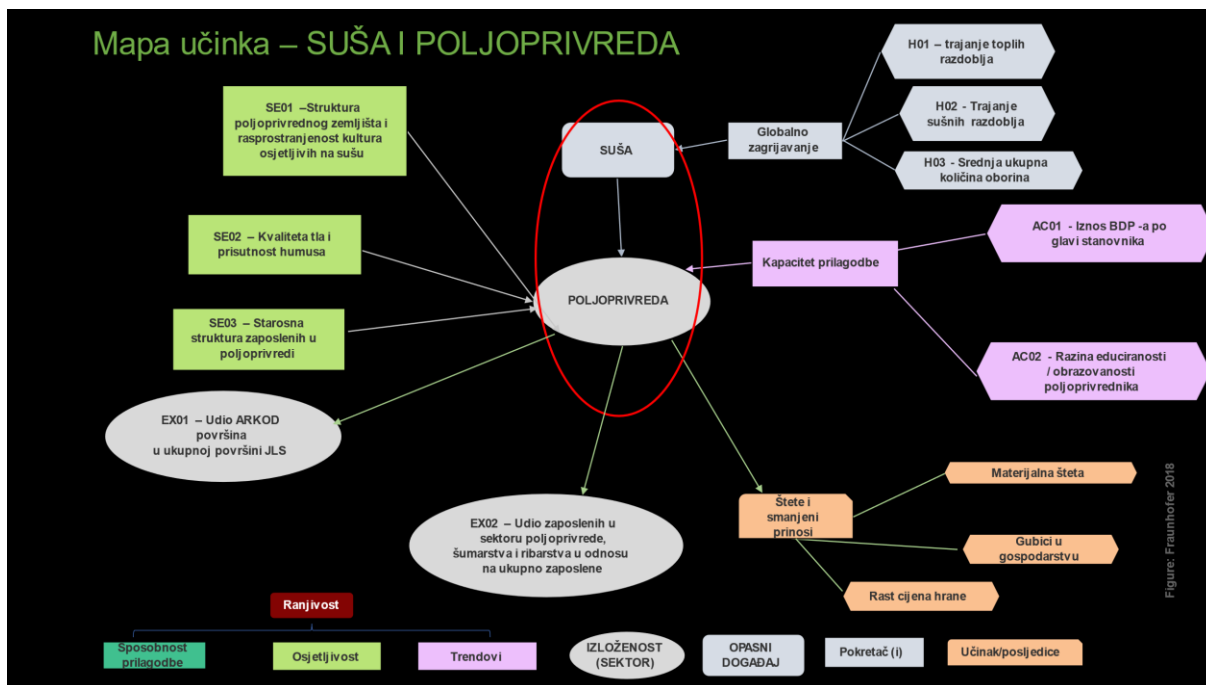 Mapa učinka – SUŠA I POLJOPRIVREDA
H01 – trajanje toplih
razdoblja
SE01 –Struktura
poljoprivrednog zemljišta i
rasprostranjenost kultura
osjetljivih na sušu
SUŠA
Globalno
zagrijavanje
H02 - Trajanje
sušnih razdoblja
H03 - Srednja ukupna
količina oborina
SE02 – Kvaliteta tla i
prisutnost humusa
AC01 - Iznos BDP -a po
glavi stanovnika
Kapacitet prilagodbe
POLJOPRIVREDA
SE03 – Starosna
struktura zaposlenih u
poljoprivredi
AC02 - Razina educiranosti
/ obrazovanosti
poljoprivrednika
EX01 – Udio ARKOD
površina
u ukupnoj površini JLS
EX02 – Udio zaposlenih u
sektoru poljoprivrede,
šumarstva i ribarstva u odnosu
na ukupno zaposlene
Štete i
smanjeni
prinosi
Materijalna šteta
Gubici u
gospodarstvu
Rast cijena hrane
Figure: Fraunhofer 2018
Ranjivost
Sposobnost
prilagodbe
Osjetljivost
Trendovi
IZLOŽENOST
(SEKTOR)
OPASNI
DOGAĐAJ
Pokretač (i)
Učinak/posljedice